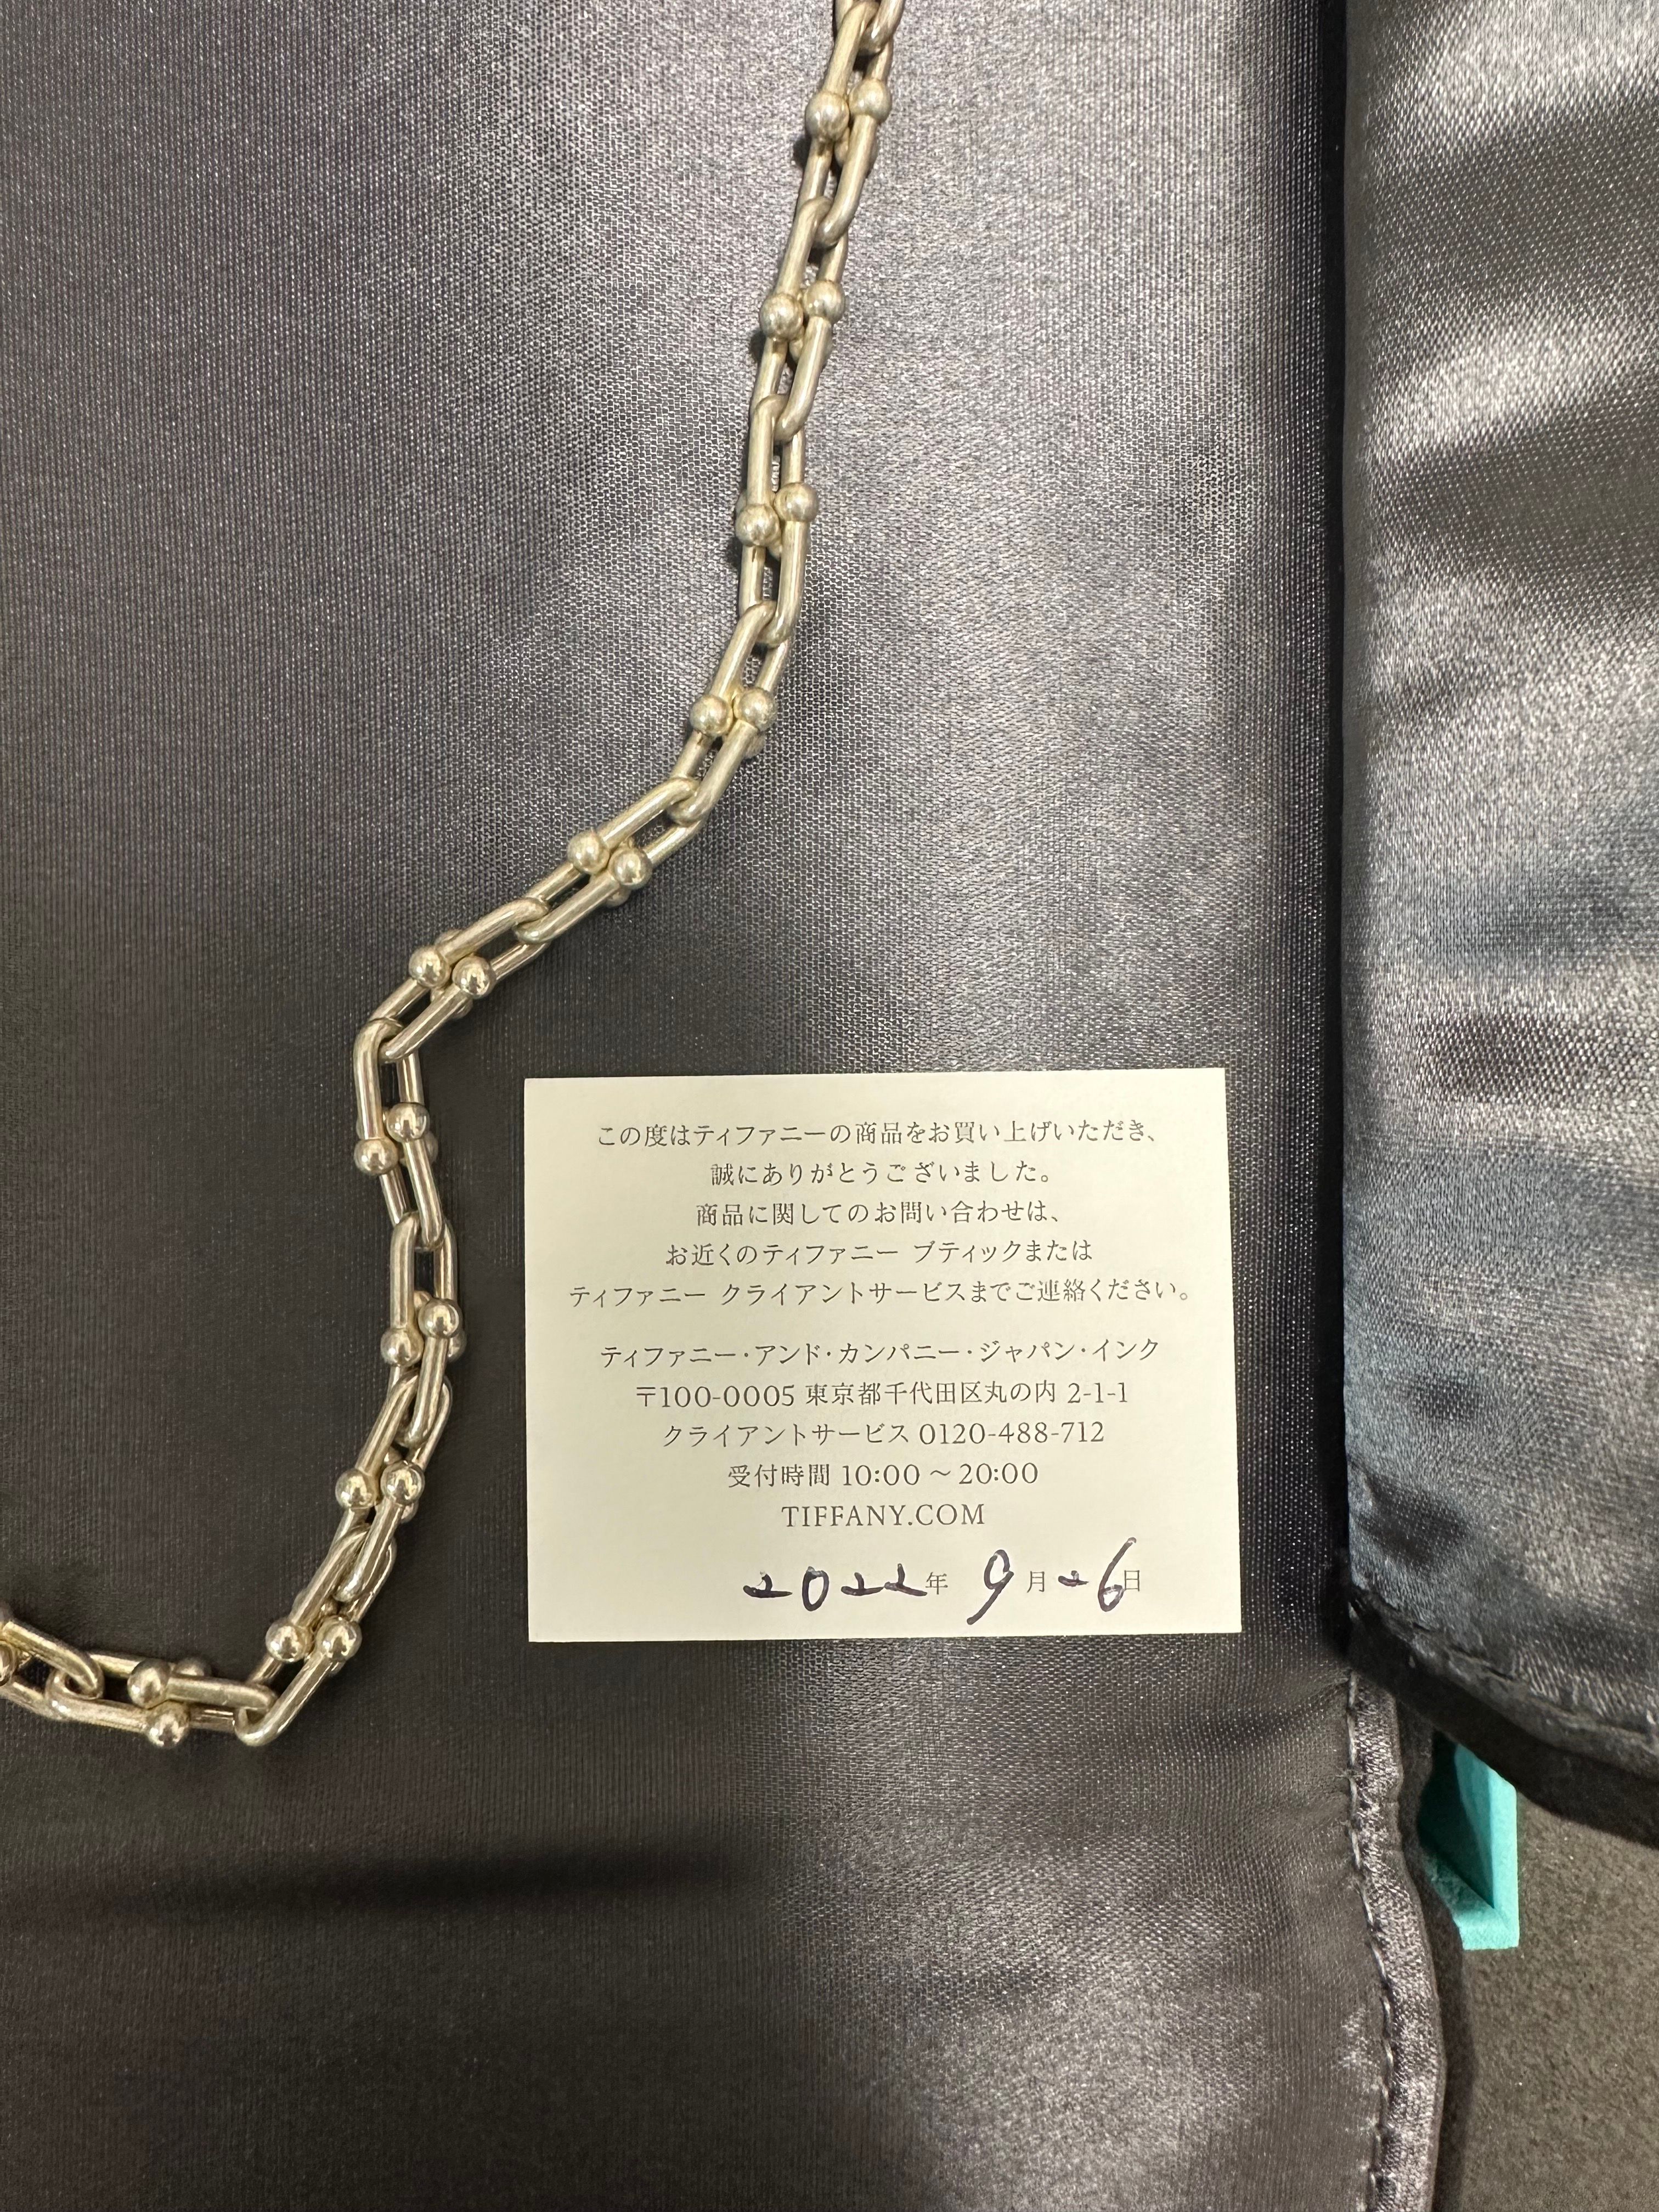 この度はティファニーの商品をお買い上げいただき、
誠にありがとうございました。
商品に関してのお問い合わせは、
お近くのティファニー ブティックまたは
ティファニー クライアントサービスまでご連絡ください。
ティファニー・アンド・カンパニー・ジャパン・インク
〒100-0005 東京都千代田区丸の内 2-1-1
クライアントサービス 0120-488-712
受付時間 10:00 ～ 20:00
TIFFANY.COM
2022年 9月26日